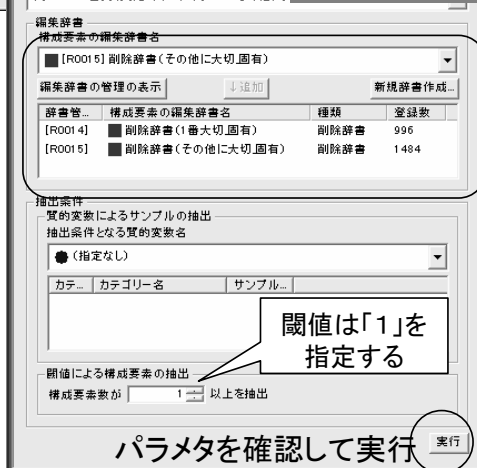 編集辞書
構成要素の編集辞書名
[R0015] 削除辞書(その他に大切_固有)
編集辞書の管理の表示 ↓追加 新規辞書作成...
辞書管... 構成要素の編集辞書名 種類 登録数
[R0014] 削除辞書(1番大切_固有) 削除辞書 996
[R0015] 削除辞書(その他に大切_固有) 削除辞書 1484
抽出条件
質的変数によるサンプルの抽出
抽出条件となる質的変数名
(指定なし)
カテ... カテゴリー名 サンプル...
閾値は「1」を
指定する
閾値による構成要素の抽出
構成要素数が 1 以上を抽出
パラメタを確認して実行 実行